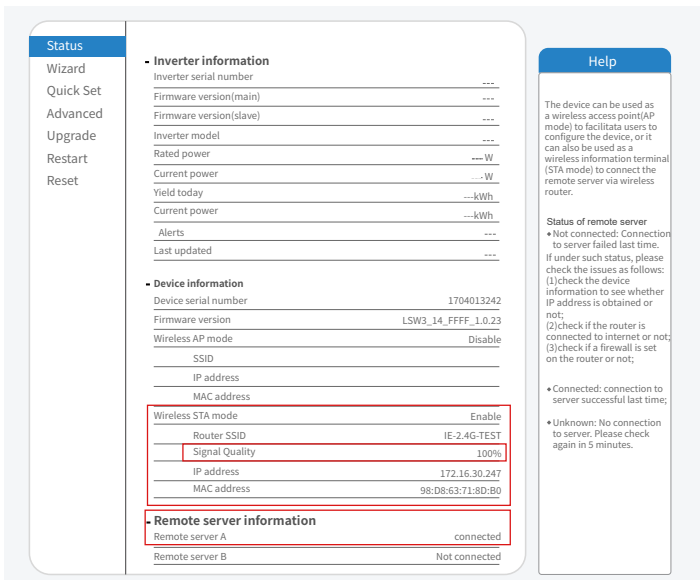 Status
Wizard
Quick Set
Advanced
Upgrade
Restart
Reset
- Inverter information
Inverter serial number ---
Firmware version(main) ---
Firmware version(slave) ---
Inverter model ---
Rated power --- W
Current power --- W
Yield today ---kWh
Current power ---kWh
Alerts ---
Last updated ---
- Device information
Device serial number 1704013242
Firmware version LSW3_14_FFFF_1.0.23
Wireless AP mode Disable
SSID
IP address
MAC address
Wireless STA mode Enable
Router SSID IE-2.4G-TEST
Signal Quality 100%
IP address 172.16.30.247
MAC address 98:D8:63:71:8D:B0
- Remote server information
Remote server A connected
Remote server B Not connected
Help
The device can be used as
a wireless access point(AP
mode) to facilitata users to
configure the device, or it
can also be used as a
wireless information terminal
(STA mode) to connect the
remote server via wireless
router.
Status of remote server
◆Not connected: Connection
to server failed last time.
If under such status, please
check the issues as follows:
(1)check the device
information to see whether
IP address is obtained or
not;
(2)check if the router is
connected to internet or not;
(3)check if a firewall is set
on the router or not;
◆Connected: connection to
server successful last time;
◆Unknown: No connection
to server. Please check
again in 5 minutes.